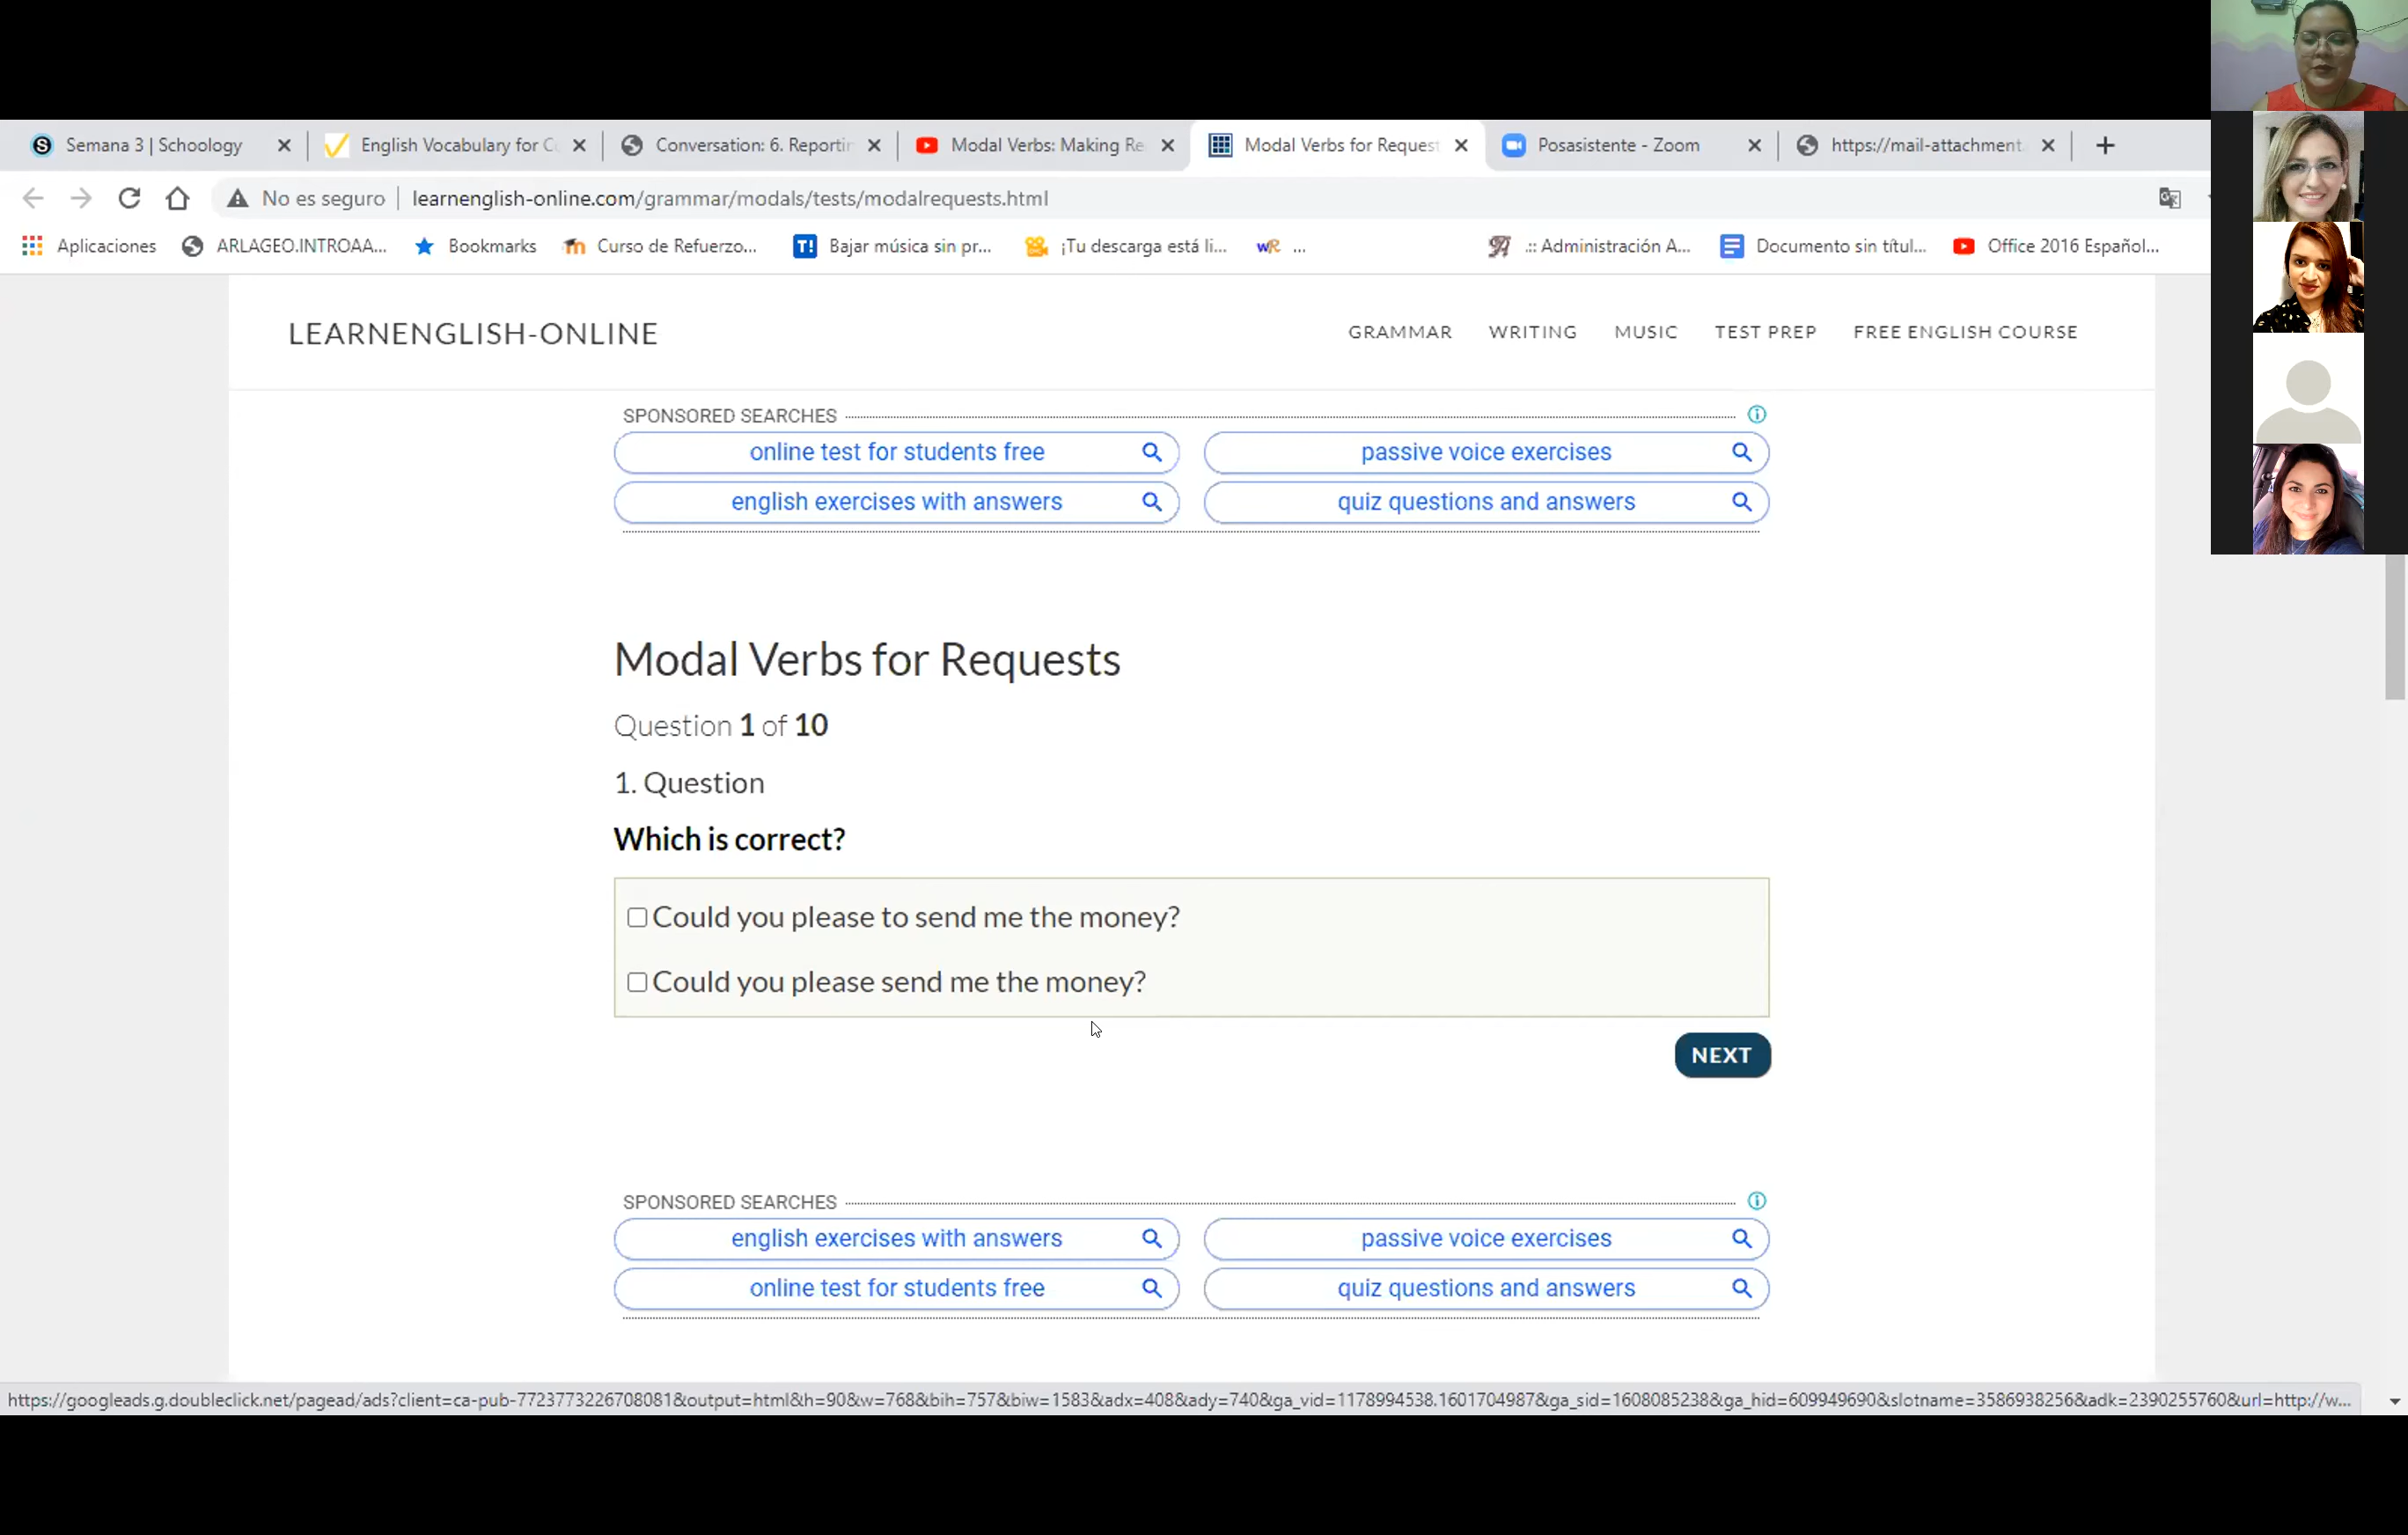 Semana 3 | Schoology
English Vocabulary for Cu
Conversation: 6. Reportin
Modal Verbs: Making Re
Modal Verbs for Request
Posasistente - Zoom
https://mail-attachment.
No es seguro
learnenglish-online.com/grammar/modals/tests/modalrequests.html
Aplicaciones
ARLAGEO.INTROAA...
Bookmarks
Curso de Refuerzo...
Bajar música sin pr...
¡Tu descarga está li...
...
.:: Administración A...
Documento sin títul...
Office 2016 Español...
LEARNENGLISH-ONLINE
GRAMMAR WRITING MUSIC TEST PREP FREE ENGLISH COURSE
SPONSORED SEARCHES
online test for students free
passive voice exercises
english exercises with answers
quiz questions and answers
Modal Verbs for Requests
Question 1 of 10
1. Question
Which is correct?
Could you please to send me the money?
Could you please send me the money?
NEXT
SPONSORED SEARCHES
english exercises with answers
passive voice exercises
online test for students free
quiz questions and answers
https://googleads.g.doubleclick.net/pagead/ads?client=ca-pub-7723773226708081&output=html&h=90&w=768&bih=757&biw=1583&adx=408&ady=740&ga_vid=1178994538.1601704987&ga_sid=1608085238&ga_hid=609949690&slotname=3586938256&adk=2390255760&url=http://w...